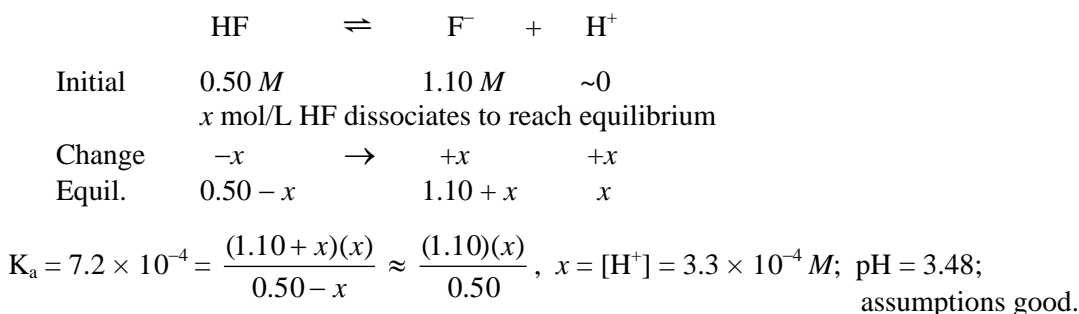 HF ⇌ F⁻ + H⁺
Initial 0.50 M 1.10 M ~0
x mol/L HF dissociates to reach equilibrium
Change −x → +x +x
Equil. 0.50 − x 1.10 + x x
Kₐ = 7.2 × 10⁻⁴ = (1.10 + x)(x) / 0.50 − x ≈ (1.10)(x) / 0.50 , x = [H⁺] = 3.3 × 10⁻⁴ M; pH = 3.48;
assumptions good.